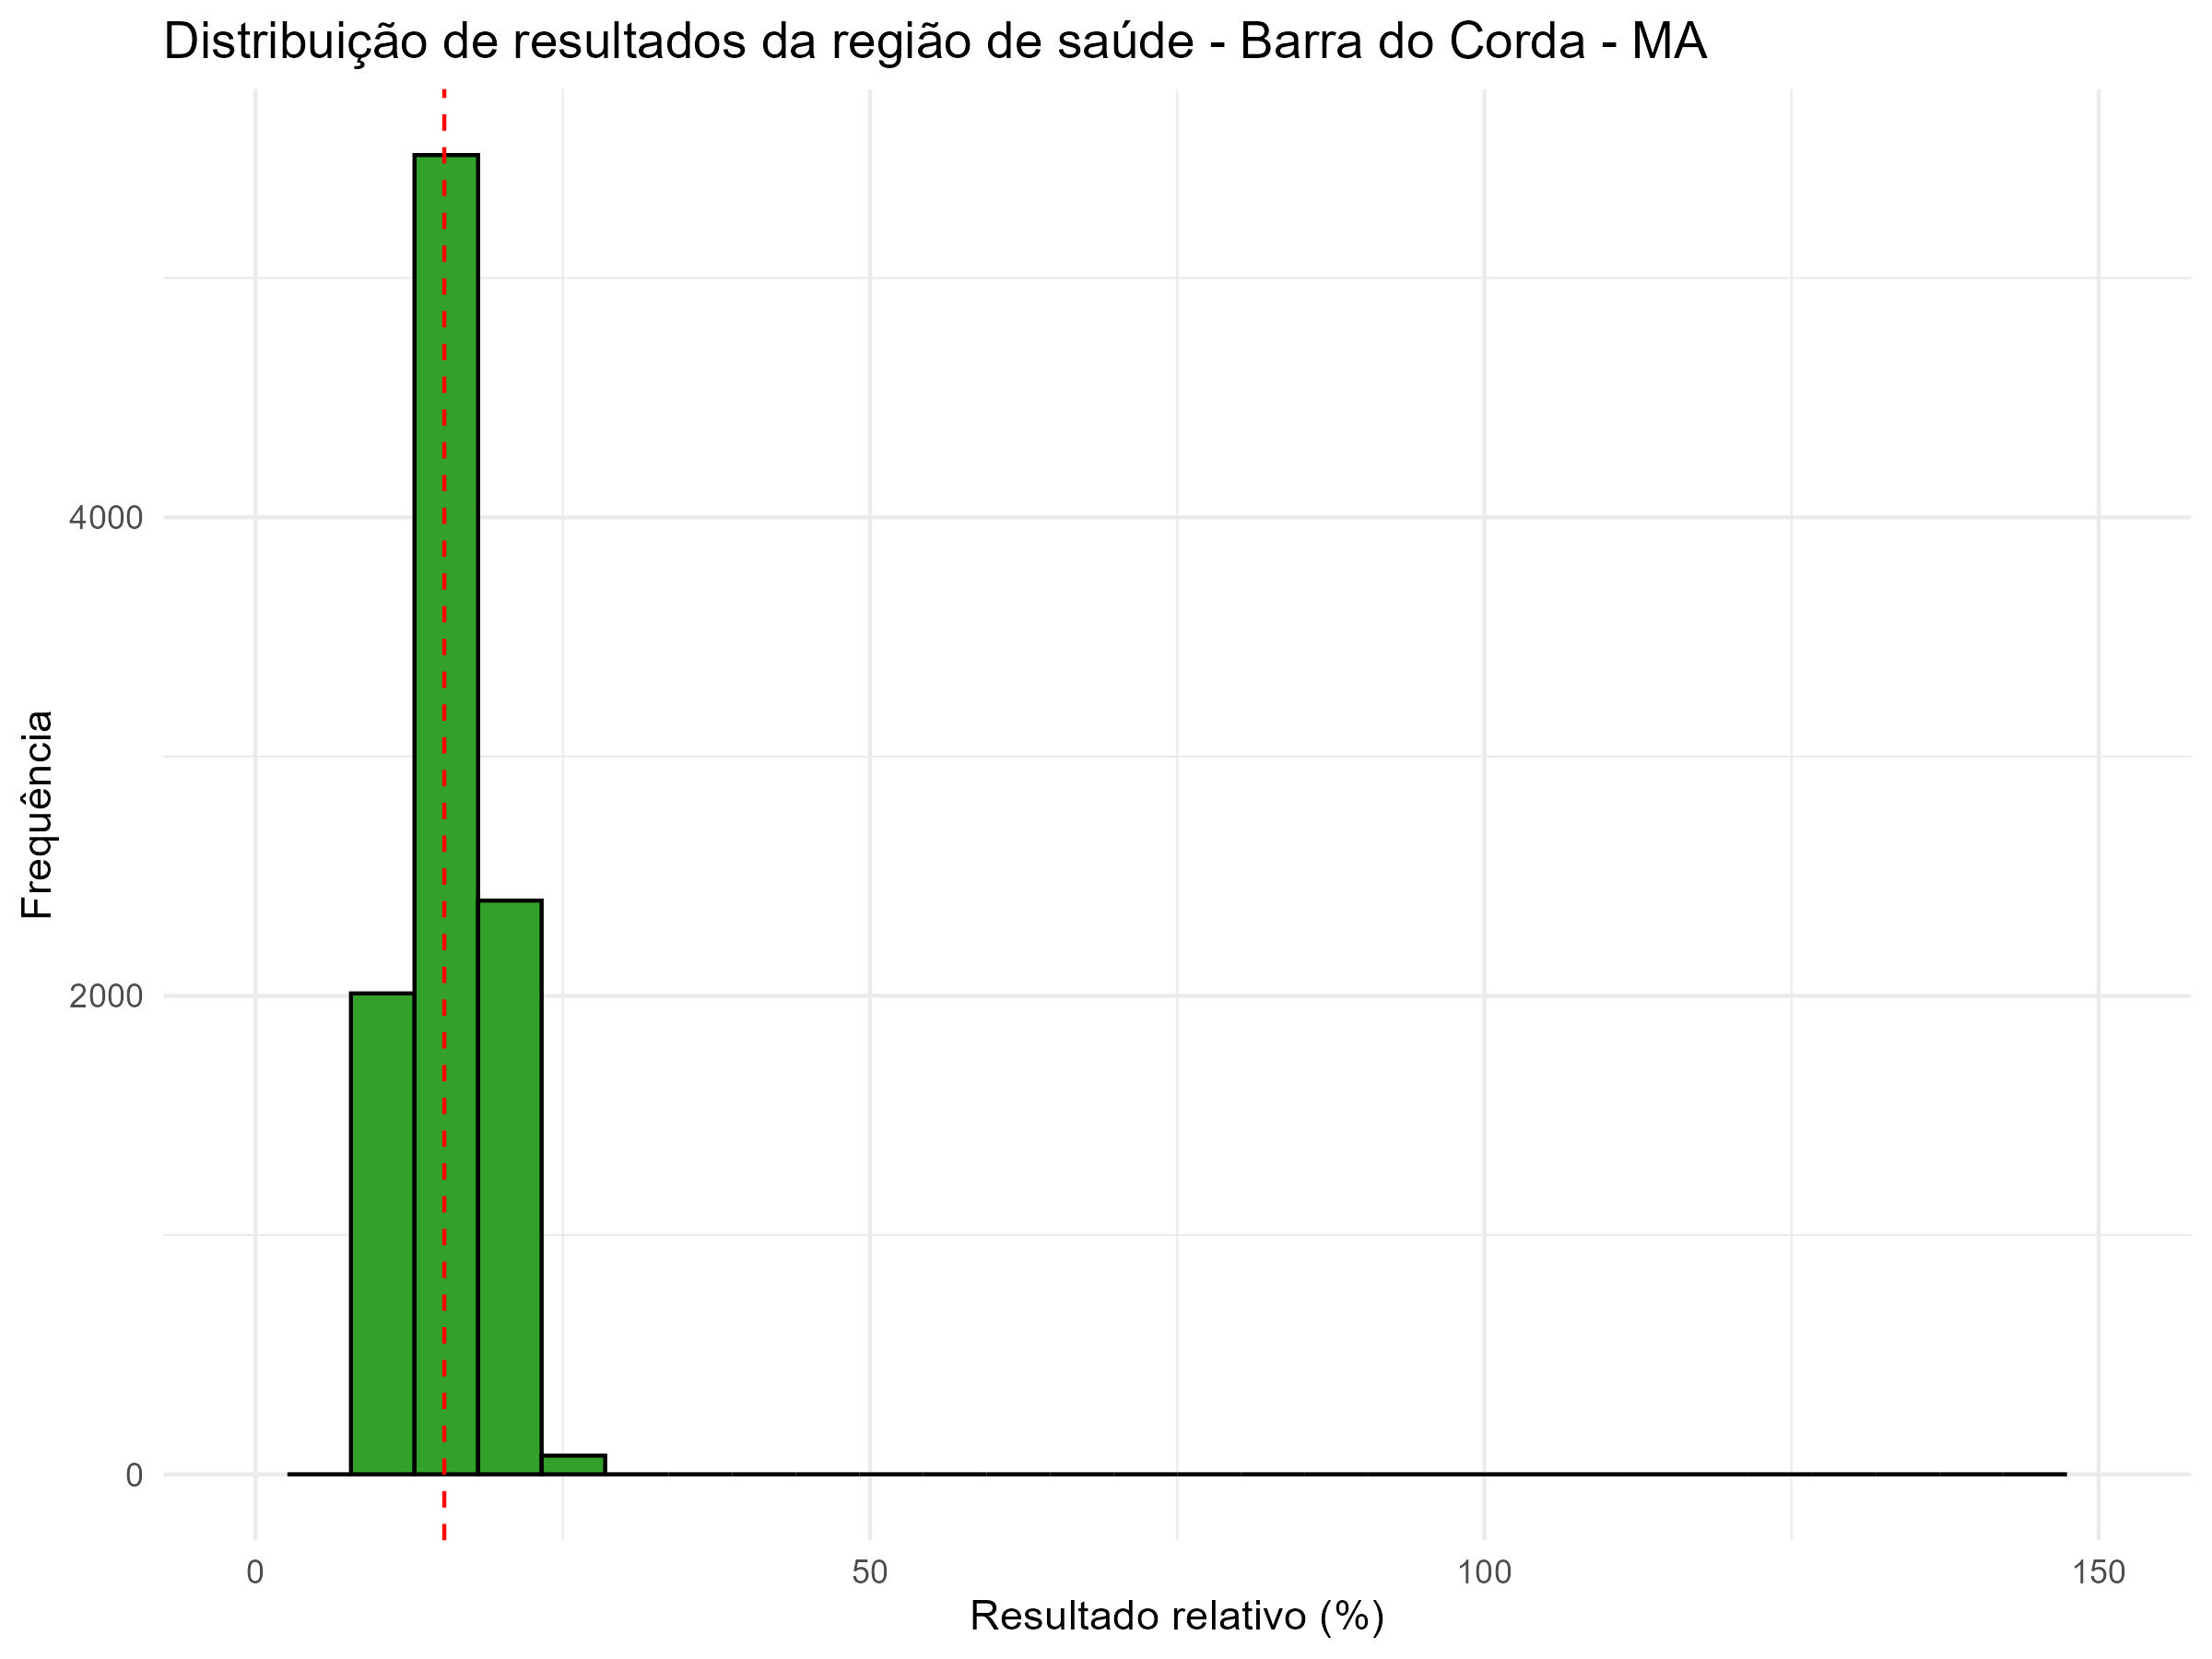 Distribuição de resultados da região de saúde - Barra do Corda - MA
Frequência
4000
2000
0
0 50 100 150
Resultado relativo (%)